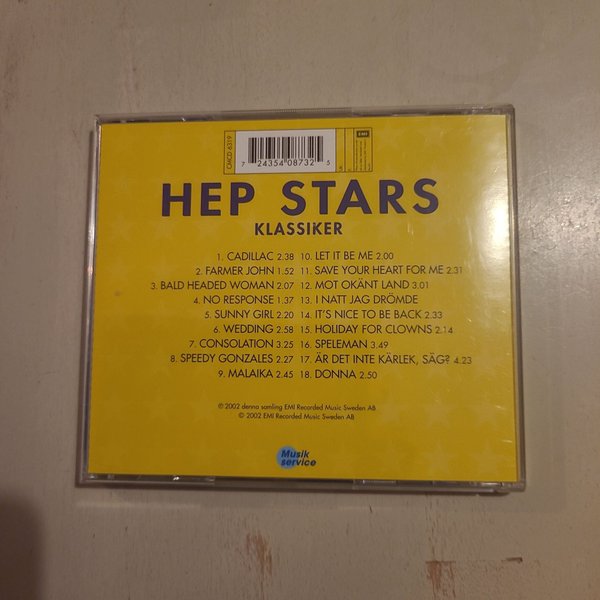 CMCD 6319
7 24354 08732 5
EMI
HEP STARS
KLASSIKER
1. CADILLAC 2.38
2. FARMER JOHN 1.52
3. BALD HEADED WOMAN 2.07
4. NO RESPONSE 1.37
5. SUNNY GIRL 2.20
6. WEDDING 2.58
7. CONSOLATION 3.25
8. SPEEDY GONZALES 2.27
9. MALAIKA 2.45
10. LET IT BE ME 2.00
11. SAVE YOUR HEART FOR ME 2.31
12. MOT OKÄNT LAND 3.01
13. I NATT JAG DRÖMDE
14. IT'S NICE TO BE BACK 2.33
15. HOLIDAY FOR CLOWNS 2.14
16. SPELEMAN 3.49
17. ÄR DET INTE KÄRLEK, SÄG? 4.23
18. DONNA 2.50
℗ 2002 denna samling EMI Recorded Music Sweden AB
© 2002 EMI Recorded Music Sweden AB
Musik
service